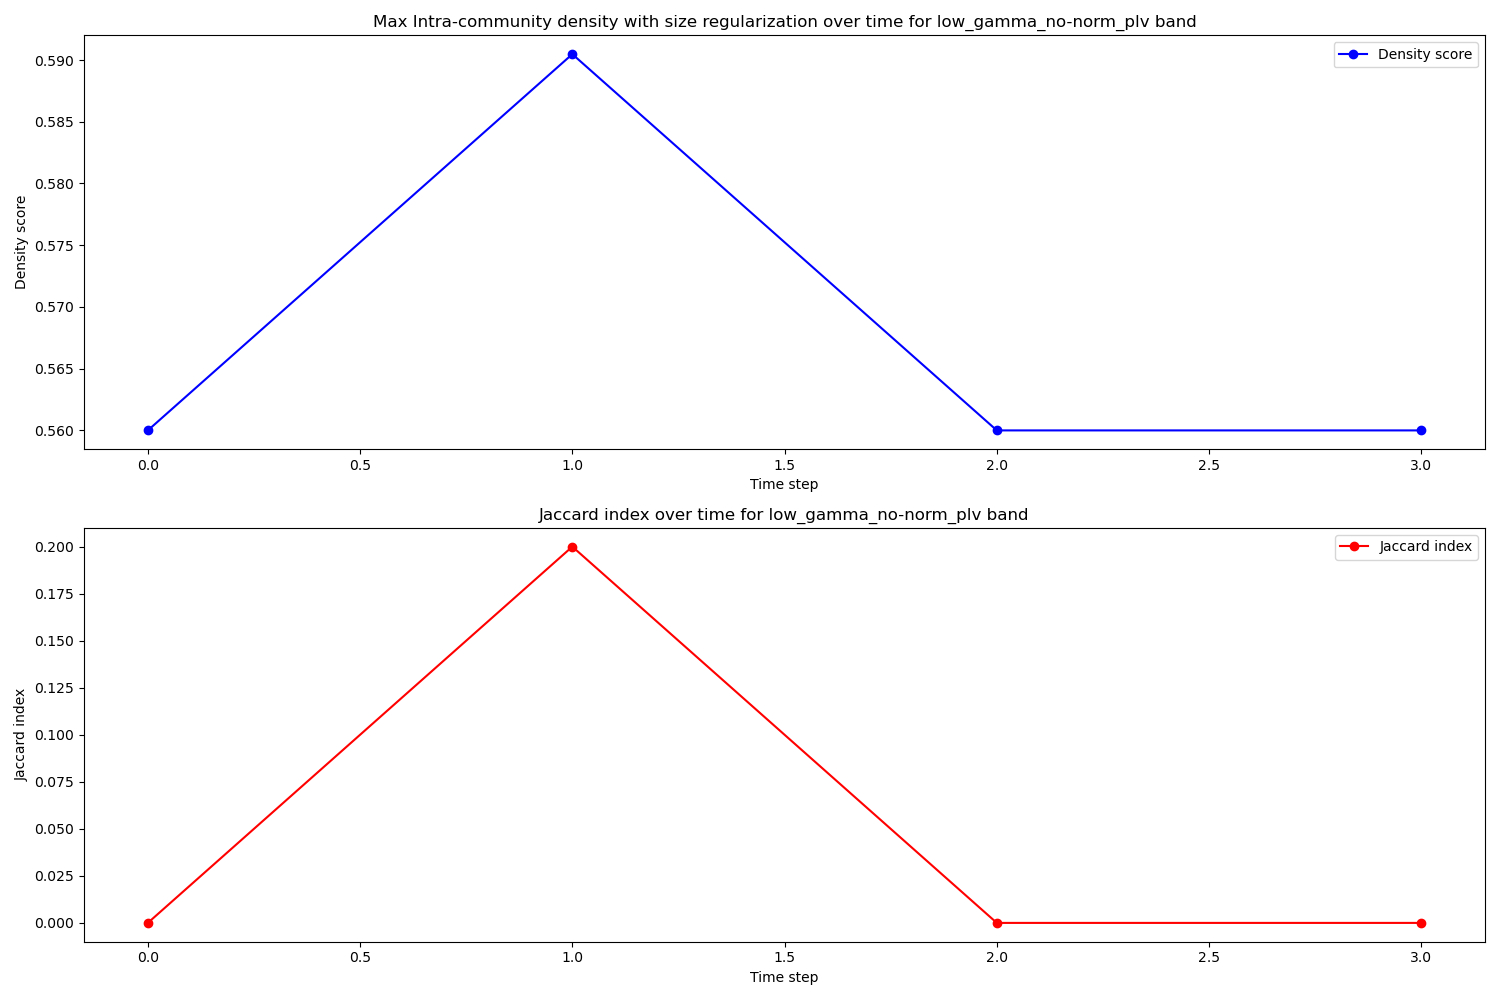 Max Intra-community density with size regularization over time for low_gamma_no-norm_plv band
Density score
0.590
0.585
0.580
0.575
0.570
0.565
0.560
Density score
0.0 0.5 1.0 1.5 2.0 2.5 3.0
Time step
Jaccard index over time for low_gamma_no-norm_plv band
Jaccard index
0.200
0.175
0.150
0.125
0.100
0.075
0.050
0.025
0.000
Jaccard index
0.0 0.5 1.0 1.5 2.0 2.5 3.0
Time step